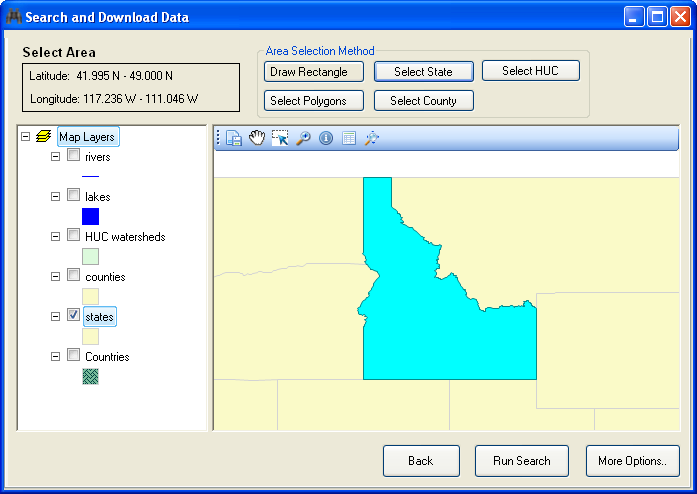 Search and Download Data
Select Area
Latitude: 41.995 N - 49.000 N
Longitude: 117.236 W - 111.046 W
Area Selection Method
Draw Rectangle
Select State
Select HUC
Select Polygons
Select County
Map Layers
rivers
lakes
HUC watersheds
counties
states
Countries
Back
Run Search
More Options..